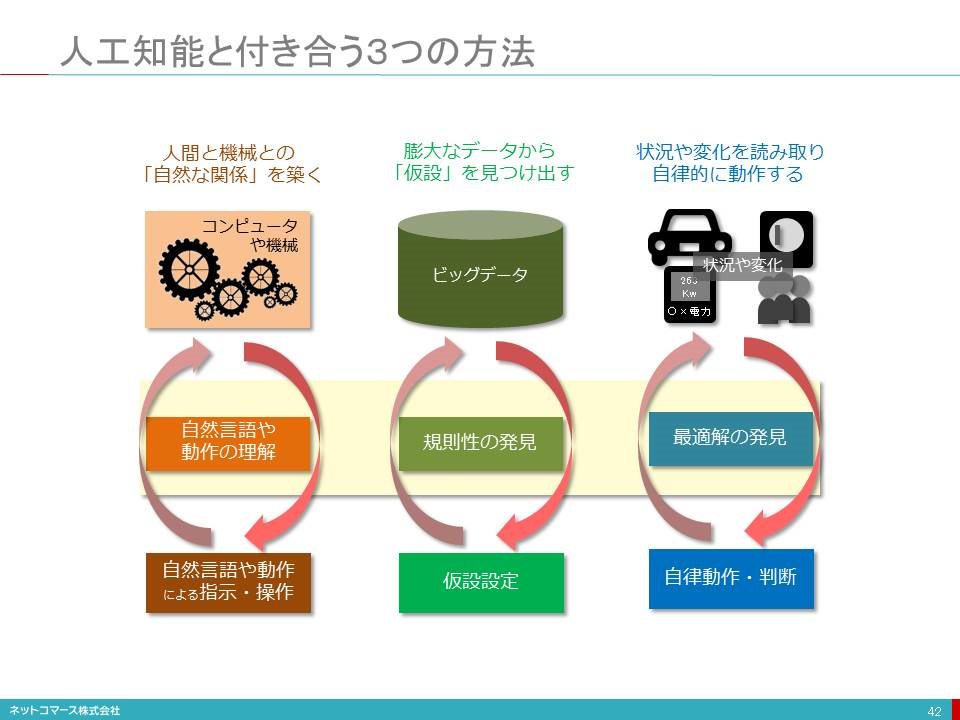 人工知能と付き合う3つの方法
人間と機械との
「自然な関係」を築く
膨大なデータから
「仮設」を見つけ出す
状況や変化を読み取り
自律的に動作する
コンピュータ
や機械
ビッグデータ
状況や変化
263
Kw
○×電力
自然言語や
動作の理解
規則性の発見
最適解の発見
自然言語や動作
による指示・操作
仮設設定
自律動作・判断
ネットコマース株式会社
42